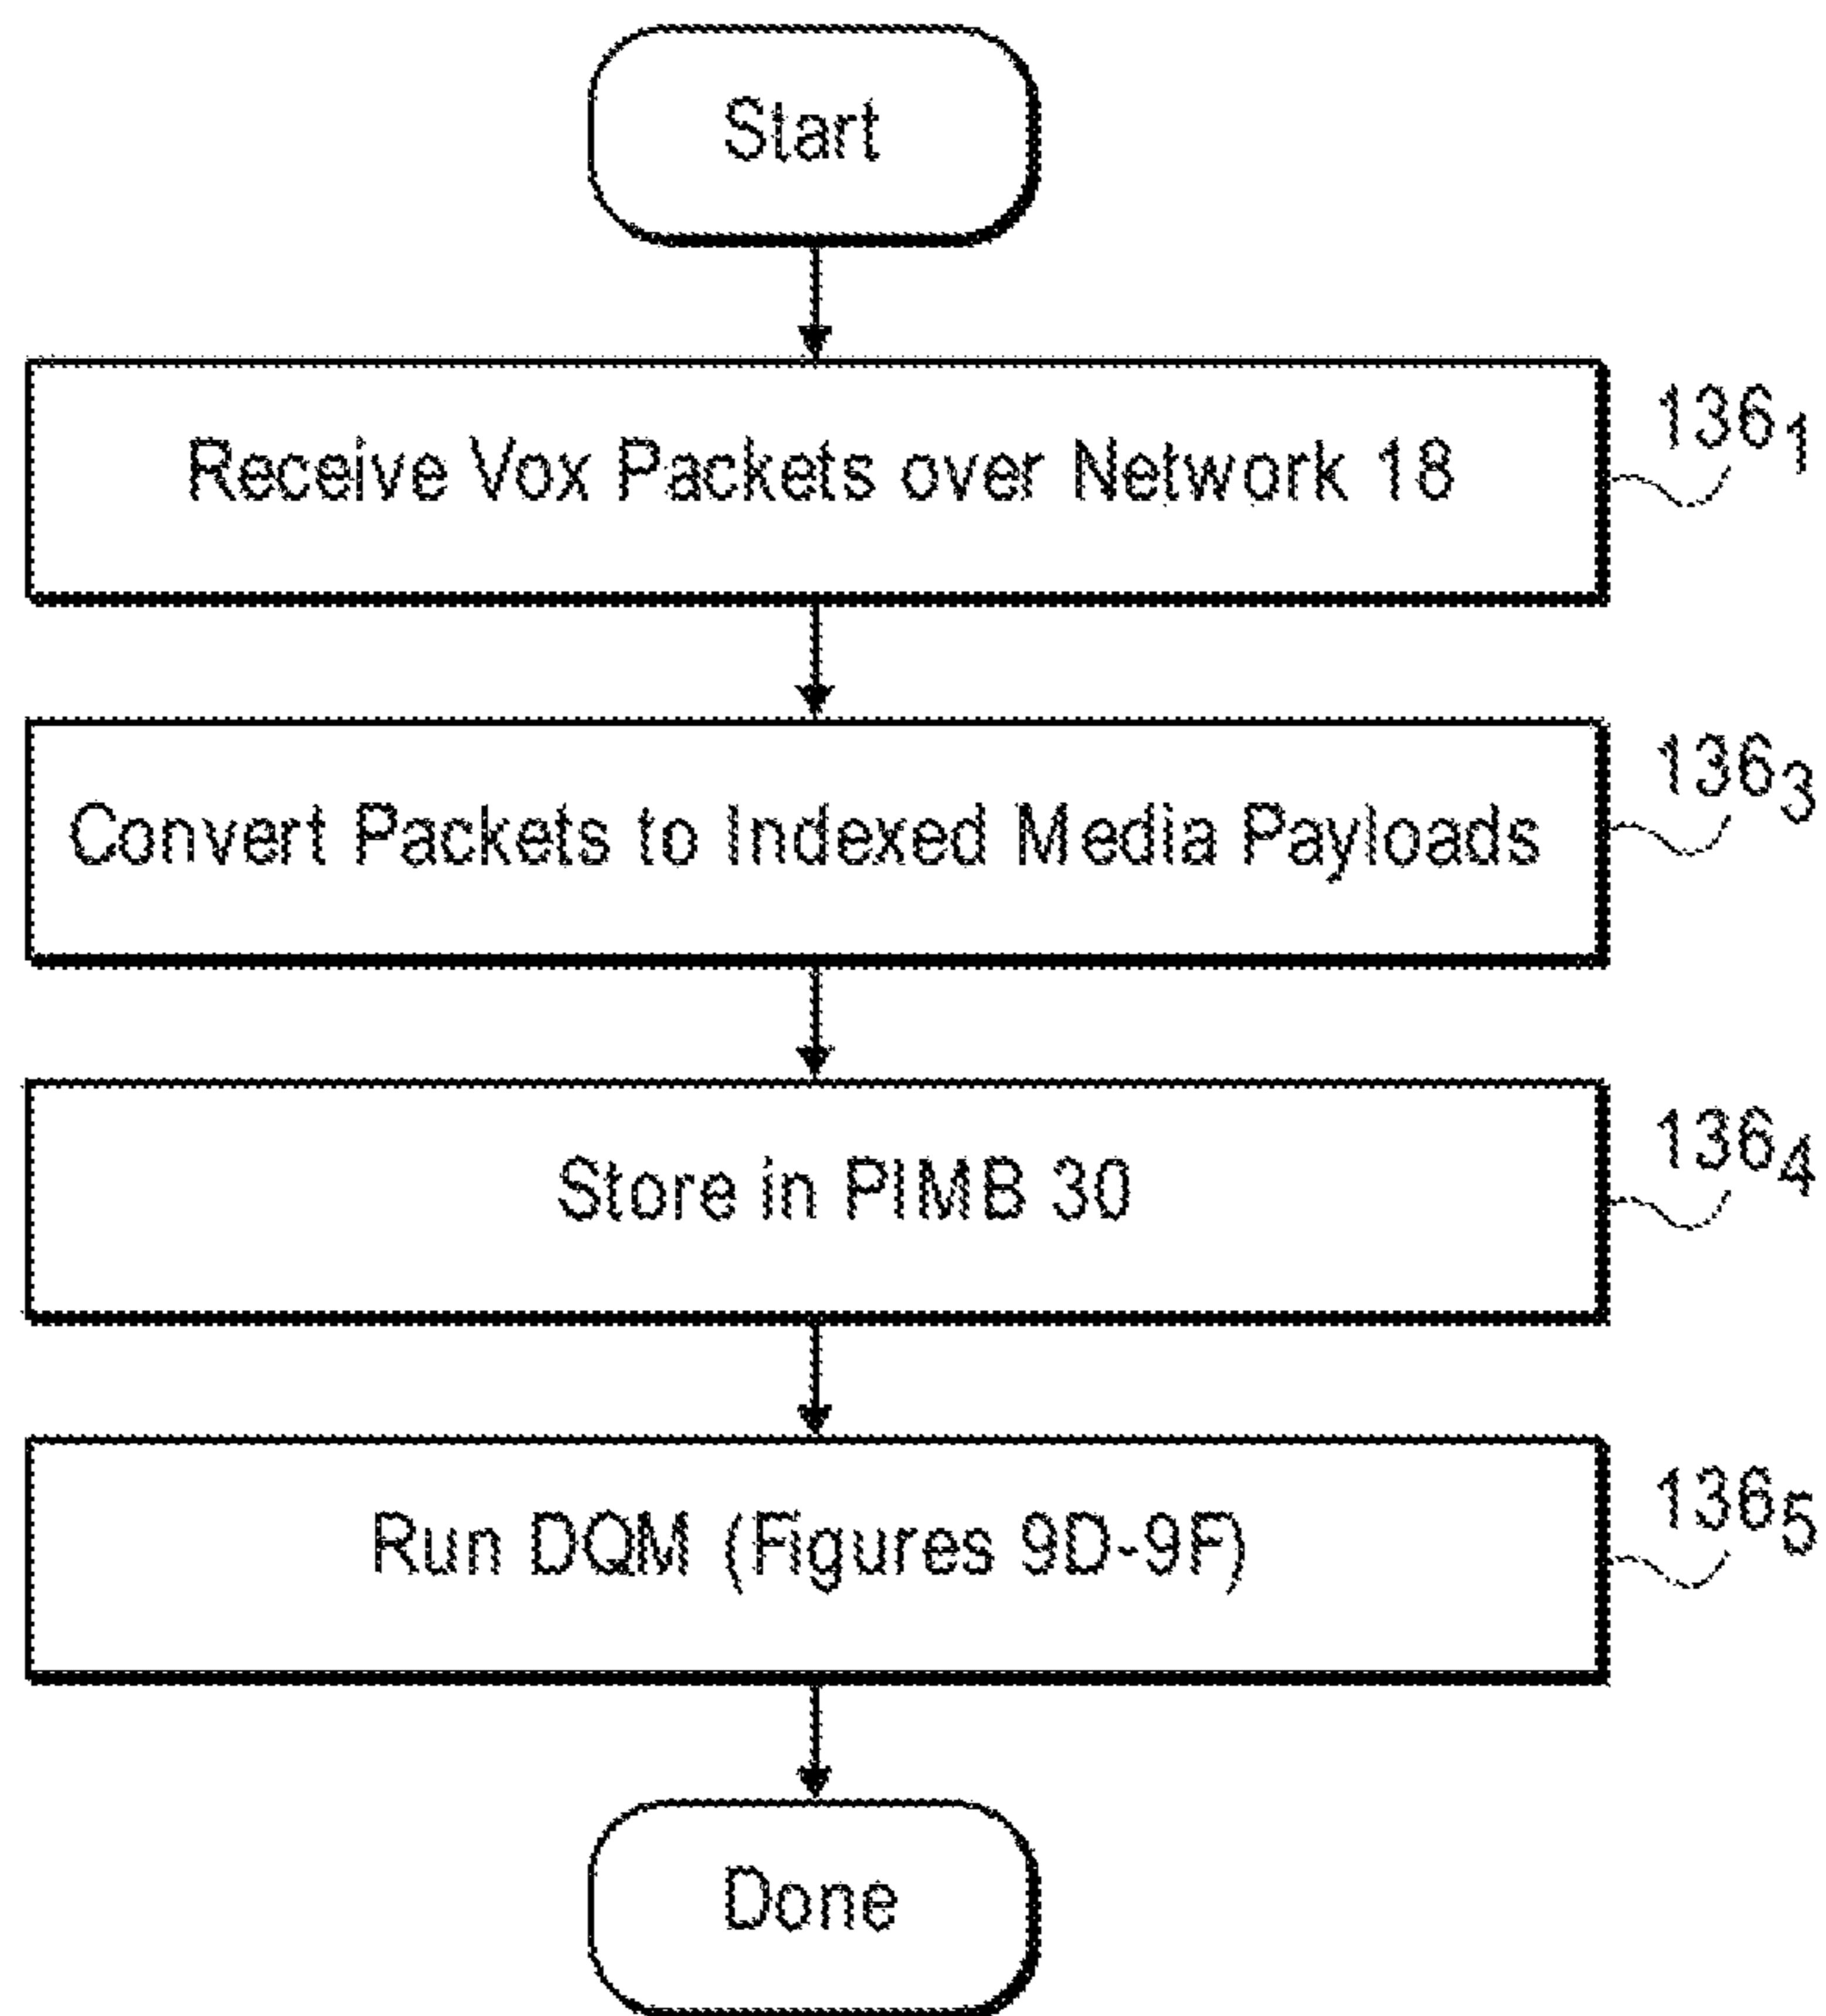 Start
Receive Vox Packets over Network 18
136₁
Convert Packets to Indexed Media Payloads
136₃
Store in PIMB 30
136₄
Run DQM (Figures 9D-9F)
136₅
Done